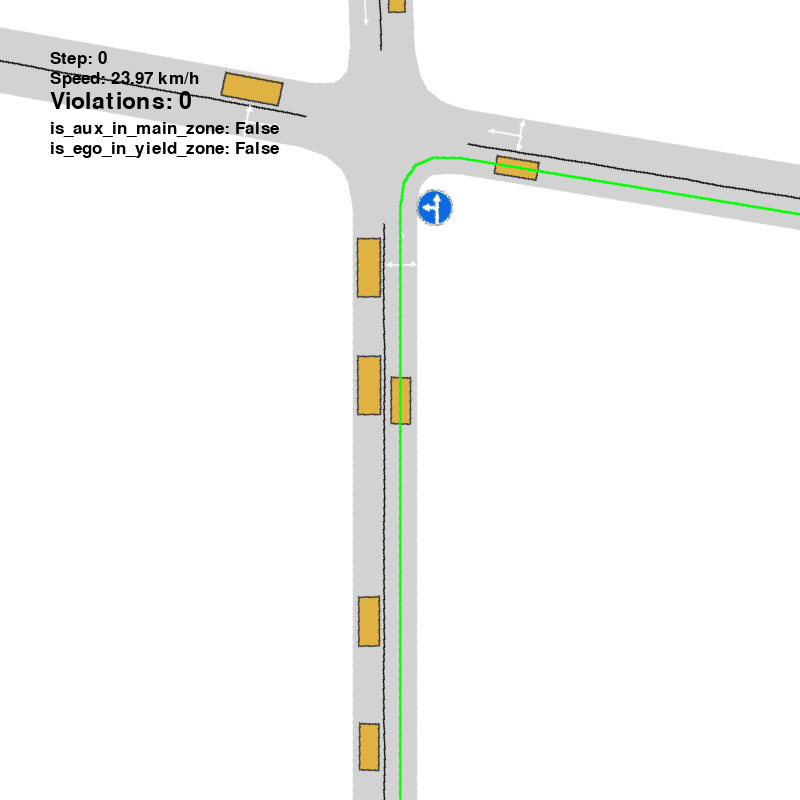 Step: 0
Speed: 23.97 km/h
Violations: 0
is_aux_in_main_zone: False
is_ego_in_yield_zone: False